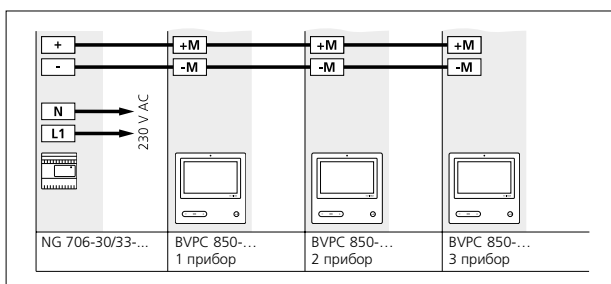 + +M +M +M
- -M -M -M
N
L1
230 V AC
NG 706-30/33-... BVPC 850-... BVPC 850-... BVPC 850-...
1 прибор 2 прибор 3 прибор